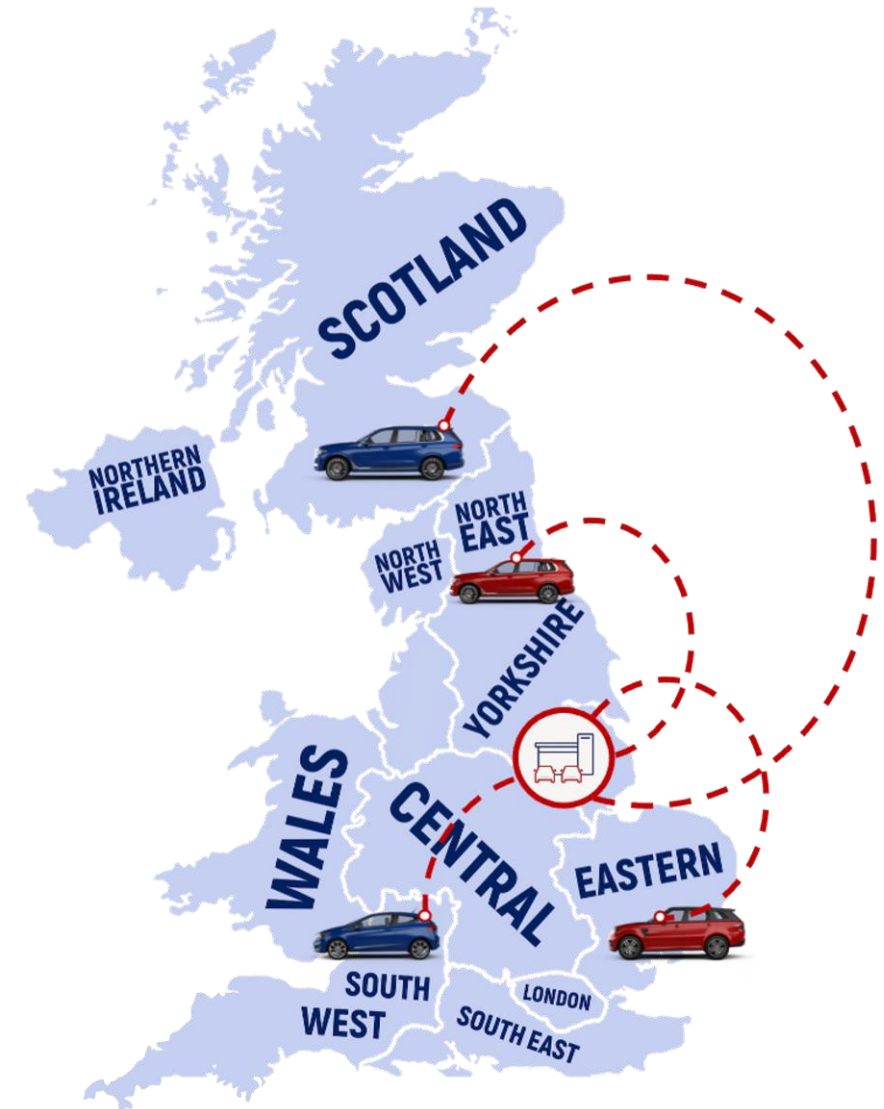 SCOTLAND
NORTHERN
IRELAND
NORTH
EAST
NORTH
WEST
YORKSHIRE
WALES
CENTRAL
EASTERN
SOUTH
WEST
LONDON
SOUTH EAST